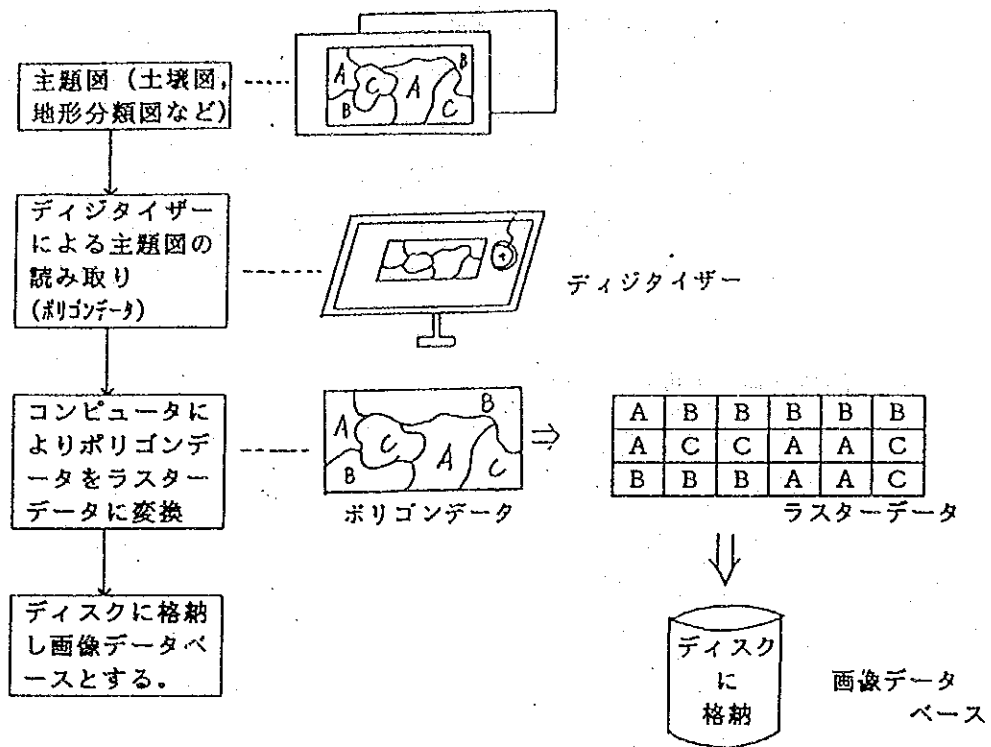 主題図（土壌図，
地形分類図など）
A
B
C
A
B
C
ディジタイザー
による主題図の
読み取り
(ポリゴンデータ)
ディジタイザー
コンピュータに
よりポリゴンデ
ータをラスター
データに変換
A
B
C
A
B
C
⇒
ポリゴンデータ
A B B B B B
A C C A A C
B B B A A C
ラスターデータ
ディスクに格納
し画像データベ
ースとする。
ディスク
に
格納
画像データ
ベース